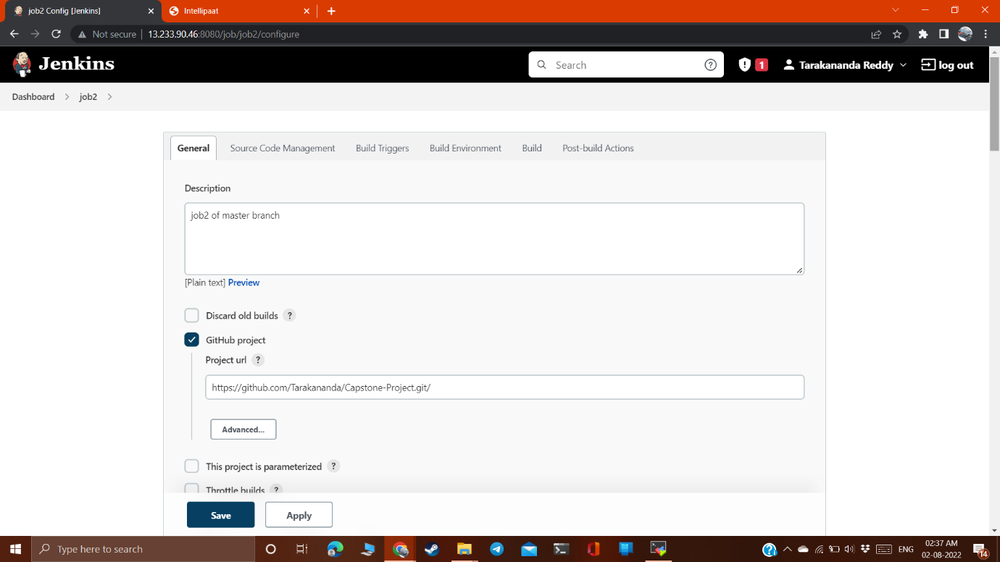 job2 Config [Jenkins]
Intellipaat
Not secure
13.233.90.46:8080/job/job2/configure
Jenkins
Search
1
Tarakananda Reddy
log out
Dashboard
job2
General
Source Code Management
Build Triggers
Build Environment
Build
Post-build Actions
Description
job2 of master branch
[Plain text] Preview
Discard old builds ?
GitHub project
Project url ?
https://github.com/Tarakananda/Capstone-Project.git/
Advanced...
This project is parameterized ?
Throttle builds ?
Save
Apply
Type here to search
ENG
02:37 AM
02-08-2022
14